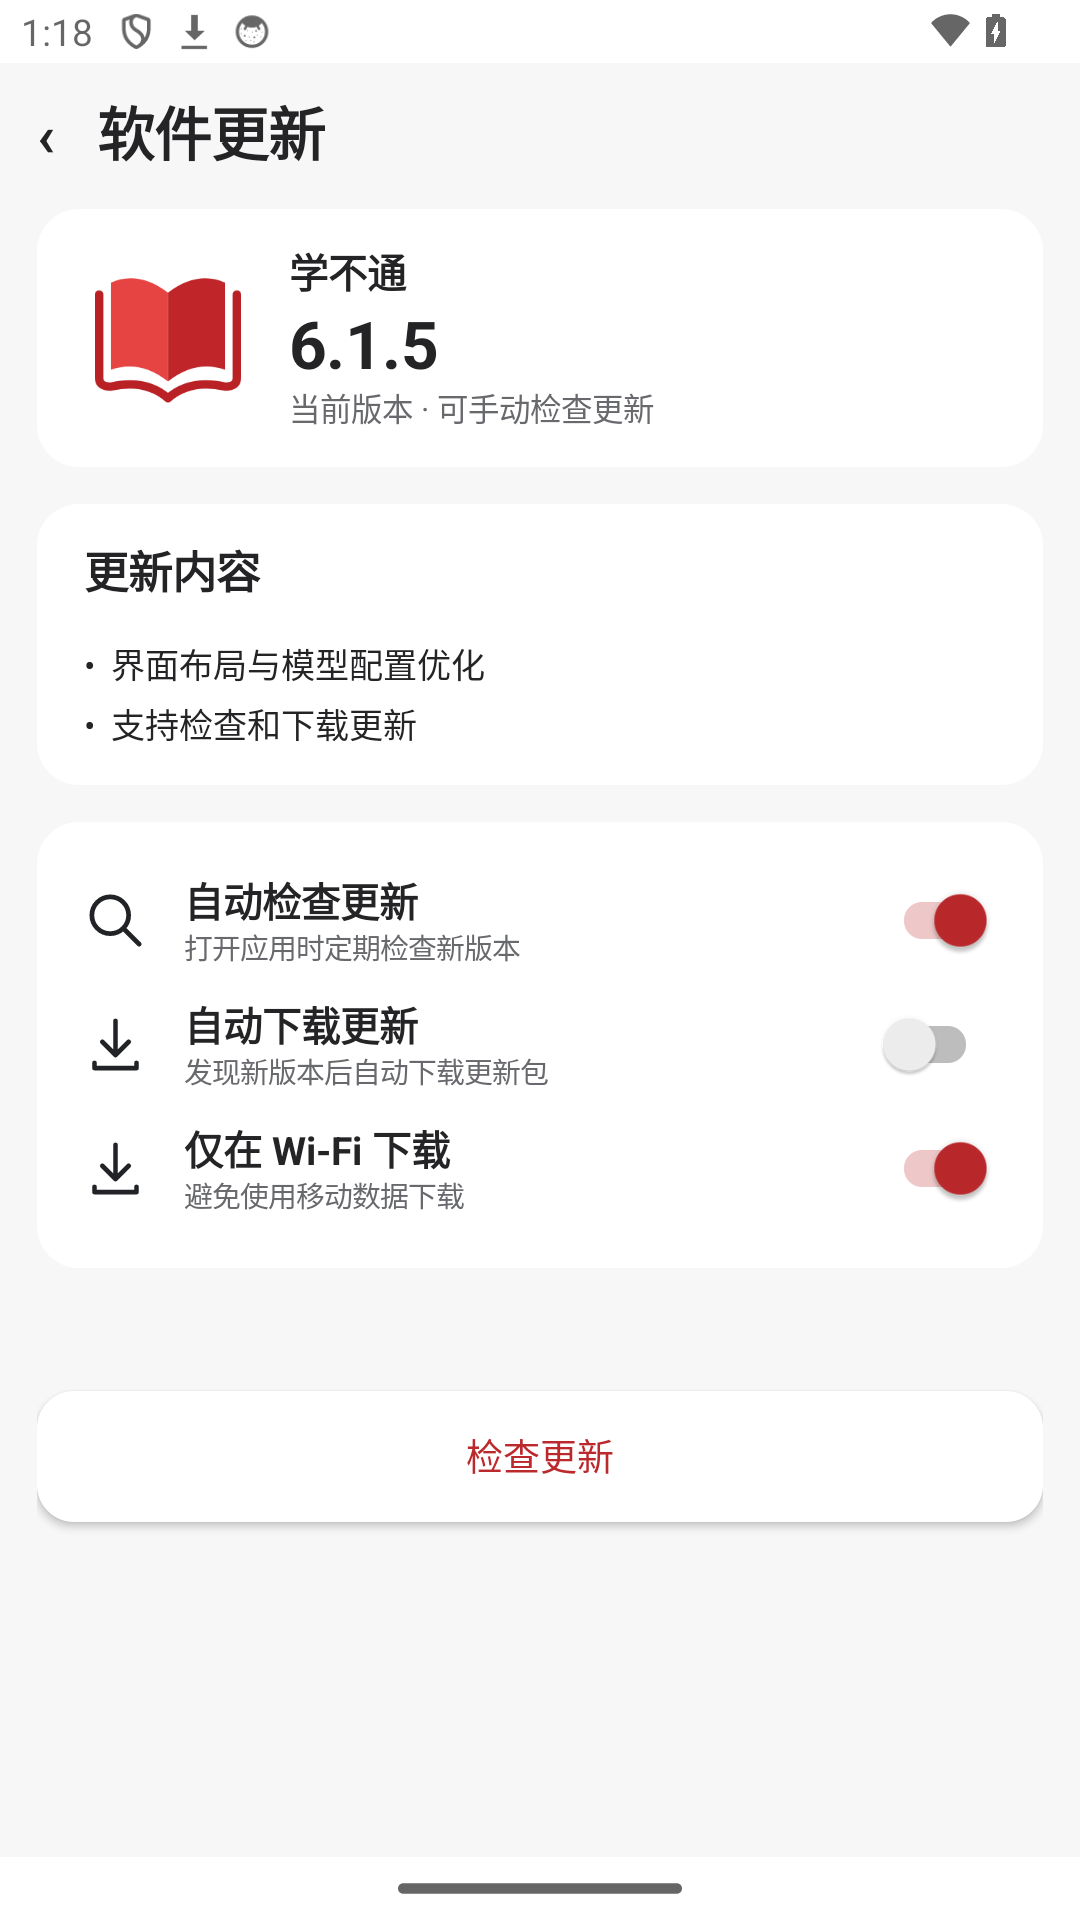 1:18
软件更新
学不通
6.1.5
当前版本 · 可手动检查更新
更新内容
• 界面布局与模型配置优化
• 支持检查和下载更新
自动检查更新
打开应用时定期检查新版本
自动下载更新
发现新版本后自动下载更新包
仅在 Wi-Fi 下载
避免使用移动数据下载
检查更新